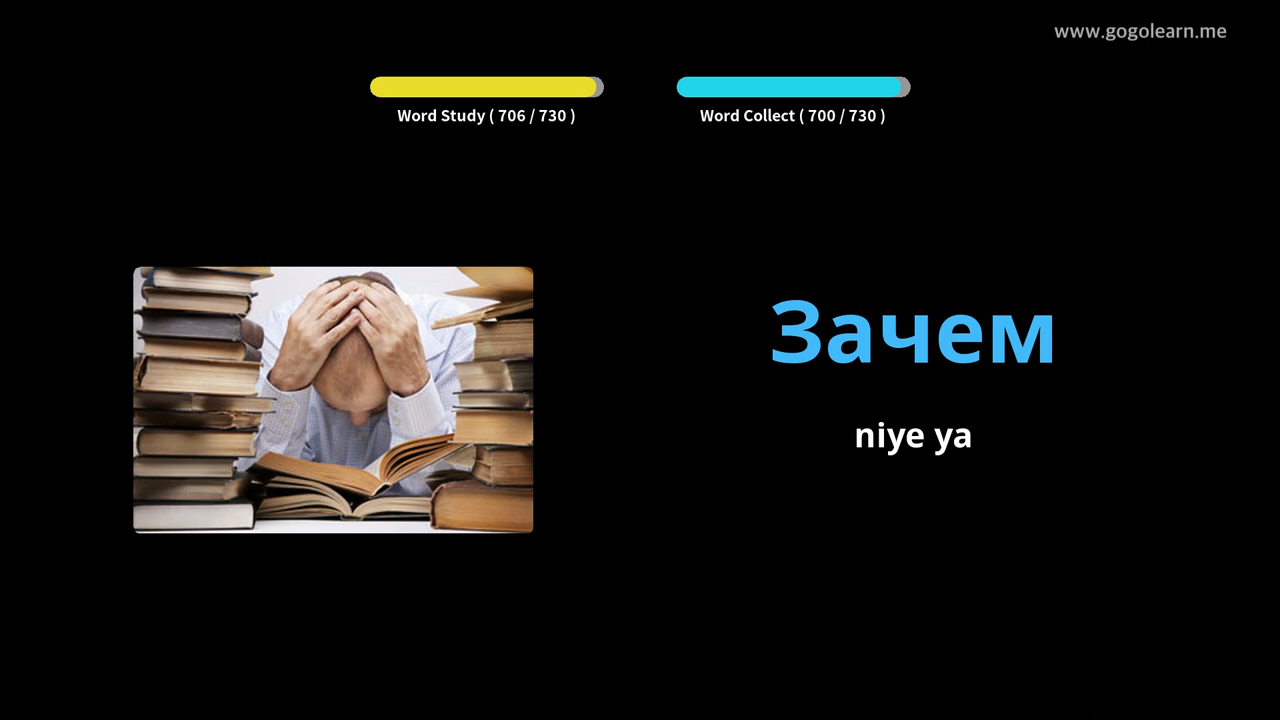 www.gogolearn.me
Word Study ( 706 / 730 )
Word Collect ( 700 / 730 )
Зачем
niye ya